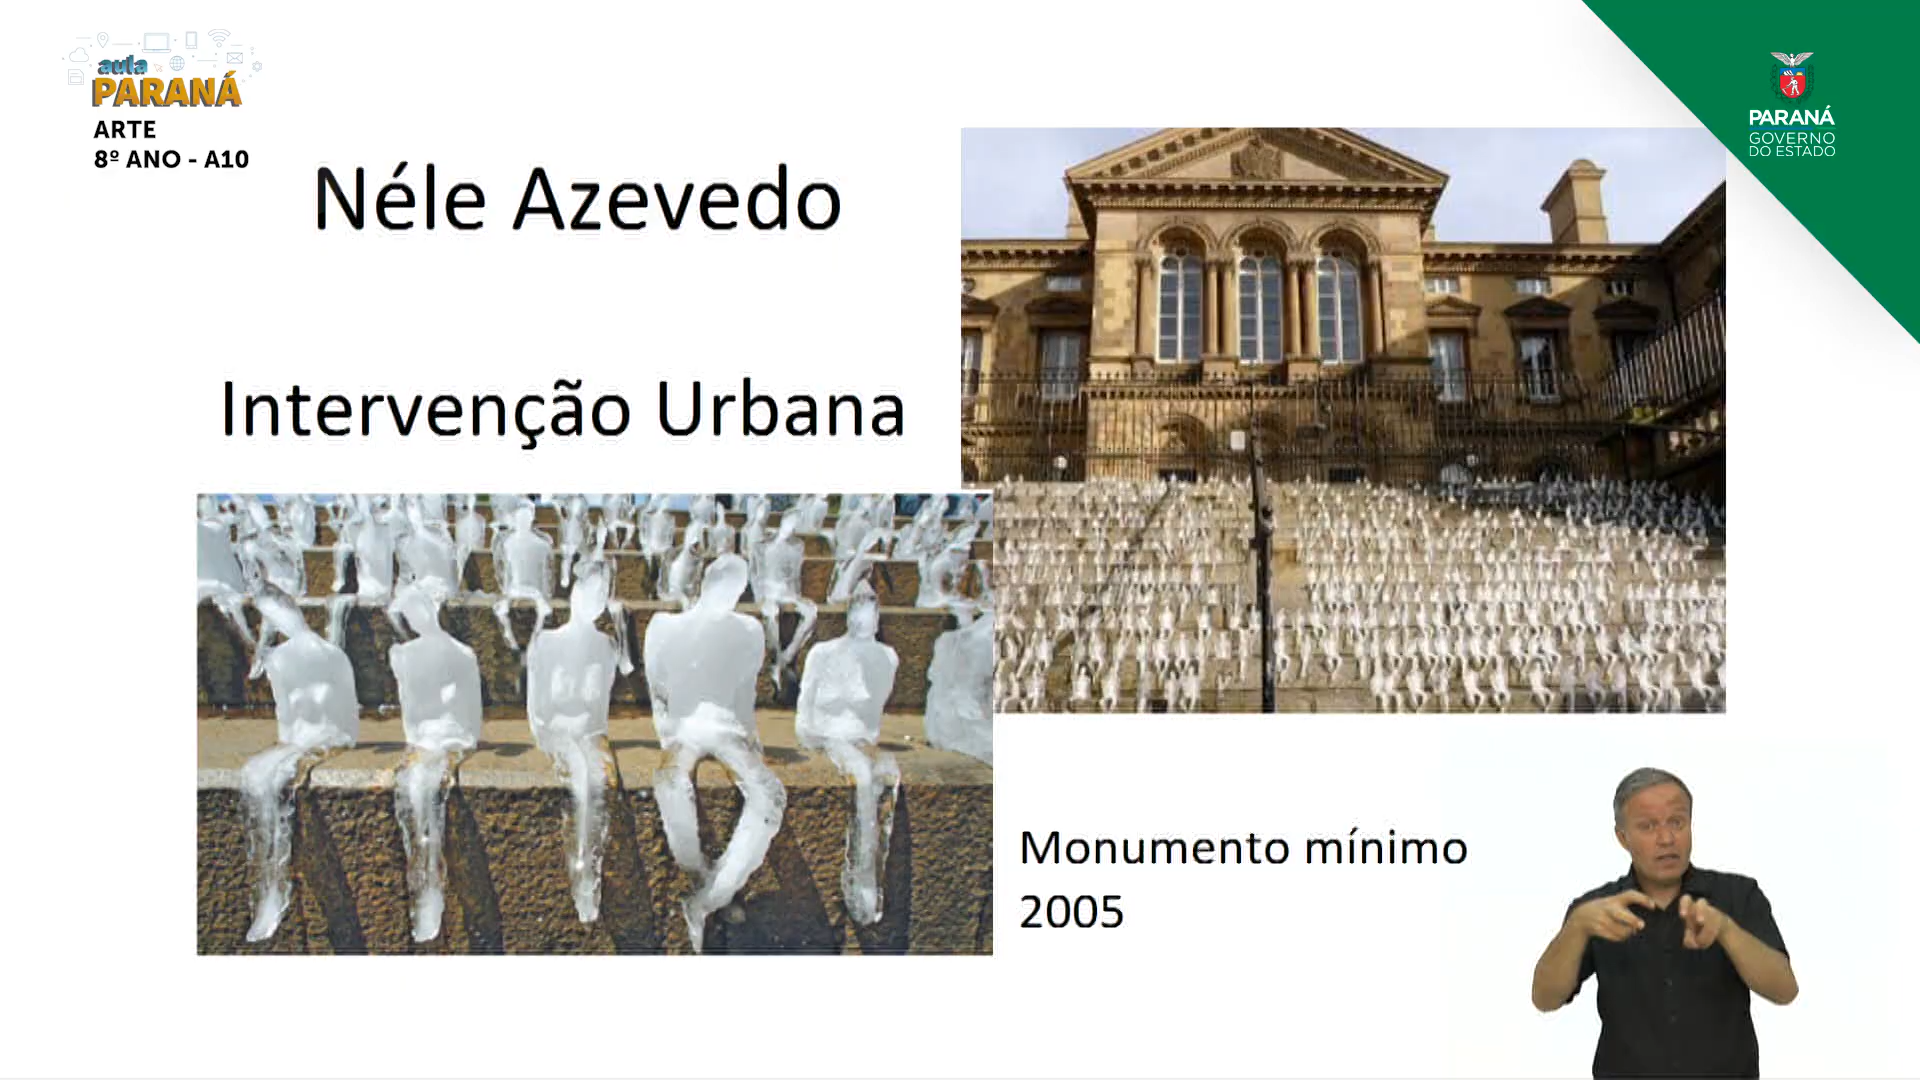 aula
PARANÁ
ARTE
8º ANO - A10
PARANÁ
GOVERNO
DO ESTADO
Néle Azevedo
Intervenção Urbana
Monumento mínimo
2005